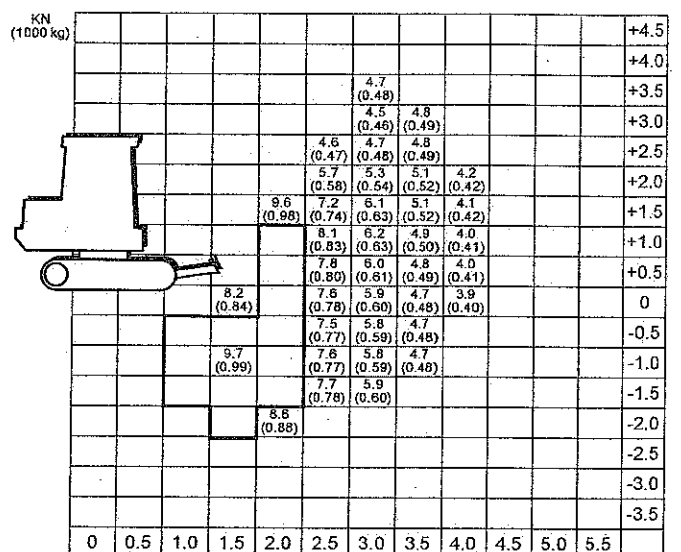 KN
(1000 kg)
+4.5
+4.0
4.7 +3.5
(0.48)
4.5 4.8 +3.0
(0.46) (0.49)
4.6 4.7 4.8 +2.5
(0.47) (0.48) (0.49)
5.7 5.3 5.1 4.2 +2.0
(0.58) (0.54) (0.52) (0.42)
9.6 7.2 6.1 5.1 4.1 +1.5
(0.98) (0.74) (0.63) (0.52) (0.42)
8.1 6.2 4.9 4.0 +1.0
(0.83) (0.63) (0.50) (0.41)
7.8 6.0 4.8 4.0 +0.5
(0.80) (0.61) (0.49) (0.41)
8.2 7.6 5.9 4.7 3.9 0
(0.84) (0.78) (0.60) (0.48) (0.40)
7.5 5.8 4.7 -0.5
(0.77) (0.59) (0.48)
9.7 7.6 5.8 4.7 -1.0
(0.99) (0.77) (0.59) (0.48)
7.7 5.9 -1.5
(0.78) (0.60)
8.6 -2.0
(0.88)
-2.5
-3.0
-3.5
0 0.5 1.0 1.5 2.0 2.5 3.0 3.5 4.0 4.5 5.0 5.5